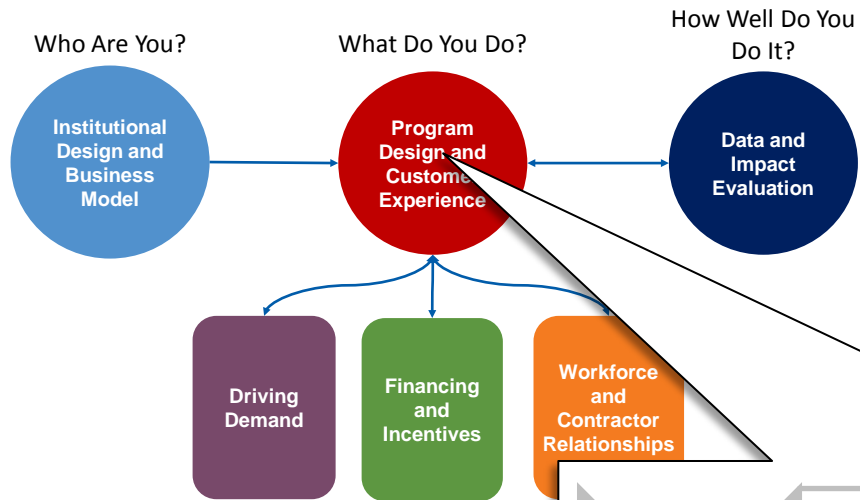 Who Are You?
What Do You Do?
How Well Do You
Do It?
Institutional
Design and
Business
Model
Program
Design and
Custome
Experience
Data and
Impact
Evaluation
Driving
Demand
Financing
and
Incentives
Workforce
and
Contractor
Relationships